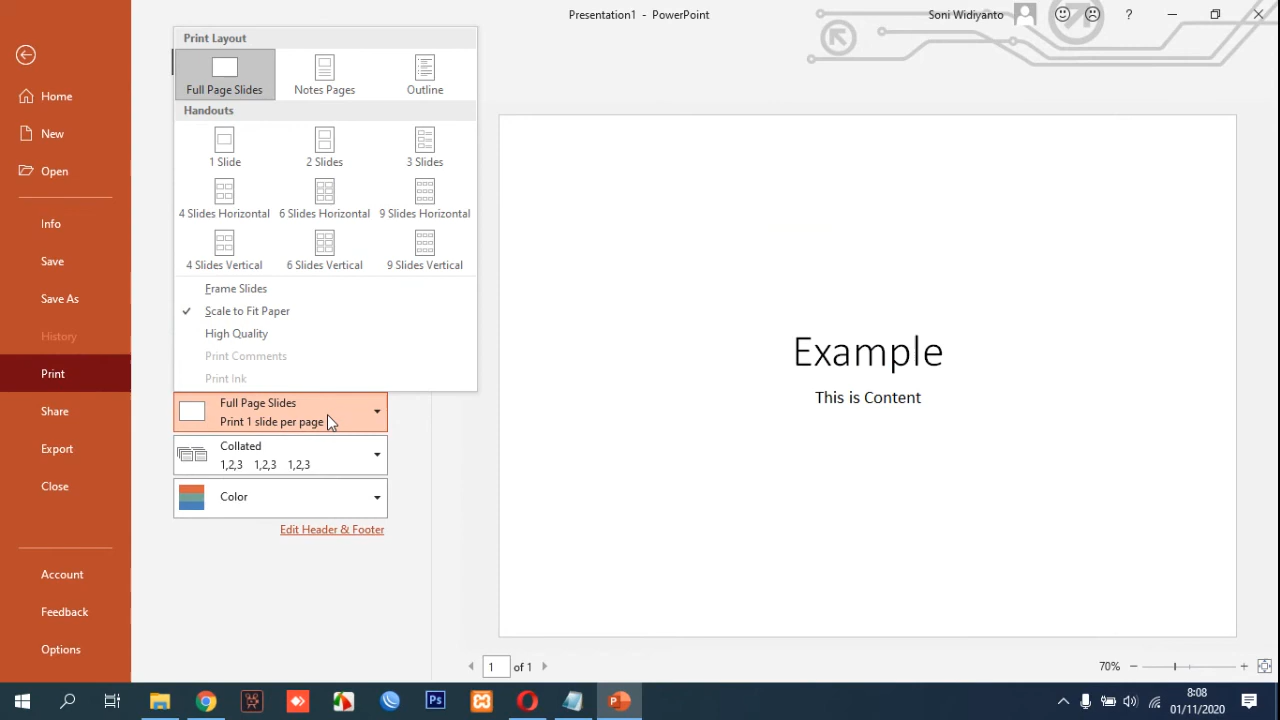 Presentation1 - PowerPoint
Soni Widiyanto
?
Home
New
Open
Info
Save
Save As
History
Print
Share
Export
Close
Account
Feedback
Options
Print Layout
Full Page Slides
Notes Pages
Outline
Handouts
1 Slide
2 Slides
3 Slides
4 Slides Horizontal
6 Slides Horizontal
9 Slides Horizontal
4 Slides Vertical
6 Slides Vertical
9 Slides Vertical
Frame Slides
Scale to Fit Paper
High Quality
Print Comments
Print Ink
Full Page Slides
Print 1 slide per page
Collated
1,2,3 1,2,3 1,2,3
Color
Edit Header & Footer
Example
This is Content
1 of 1
70%
Ps
P
8:08
01/11/2020